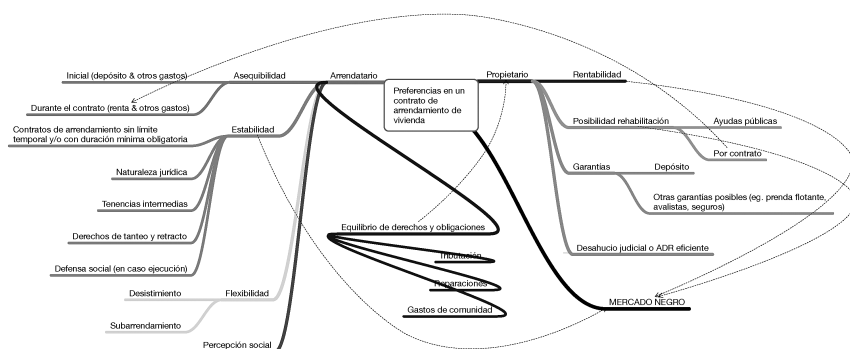 Inicial (depósito & otros gastos)
Asequibilidad
Arrendatario
Durante el contrato (renta & otros gastos)
Contratos de arrendamiento sin límite
temporal y/o con duración mínima obligatoria
Estabilidad
Naturaleza jurídica
Tenencias intermedias
Derechos de tanteo y retracto
Defensa social (en caso ejecución)
Desistimiento
Flexibilidad
Subarrendamiento
Percepción social
Preferencias en un
contrato de
arrendamiento de
vivienda
Equilibrio de derechos y obligaciones
Tributación
Reparaciones
Gastos de comunidad
Propietario
Rentabilidad
Posibilidad rehabilitación
Ayudas públicas
Por contrato
Garantías
Depósito
Otras garantías posibles (eg. prenda flotante,
avalistas, seguros)
Desahucio judicial o ADR eficiente
MERCADO NEGRO